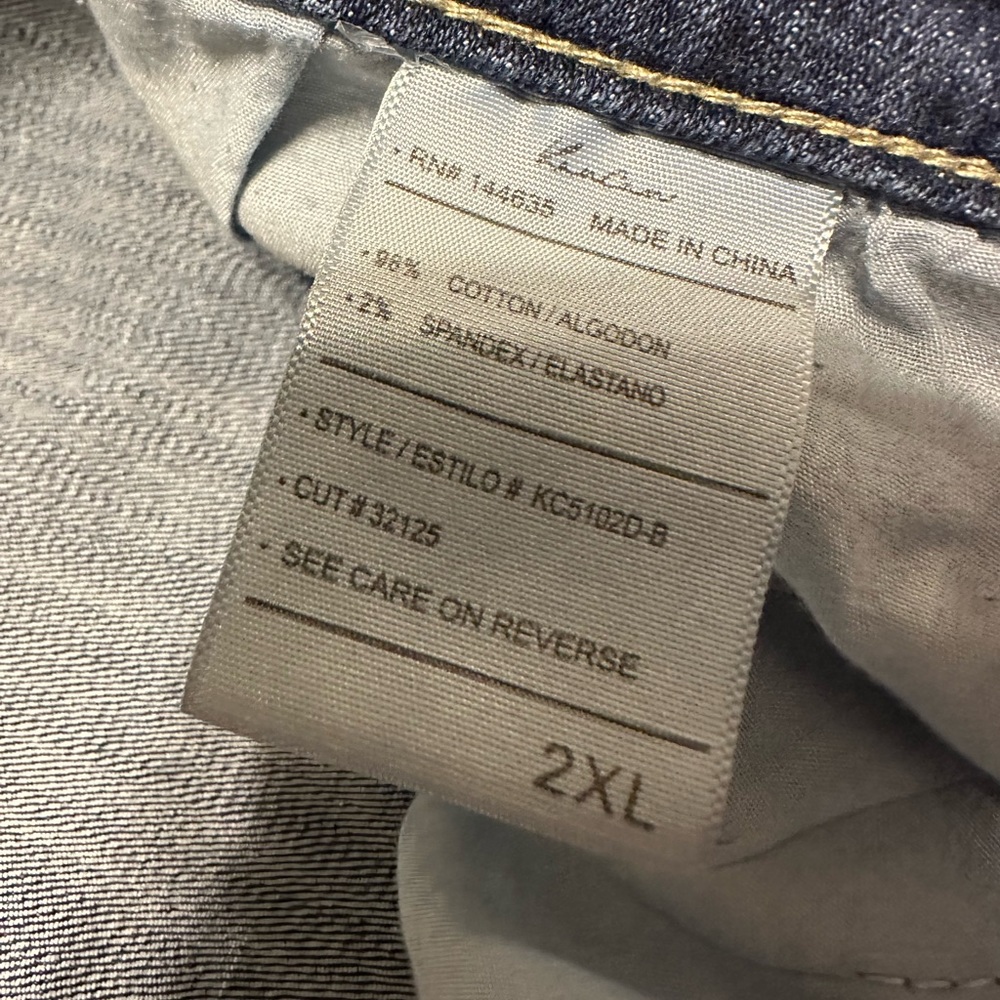 KanCan
• RN# 144635 MADE IN CHINA
• 98% COTTON / ALGODON
• 2% SPANDEX / ELASTANO
• STYLE / ESTILO # KC5102D-B
• CUT # 32125
• SEE CARE ON REVERSE
2XL